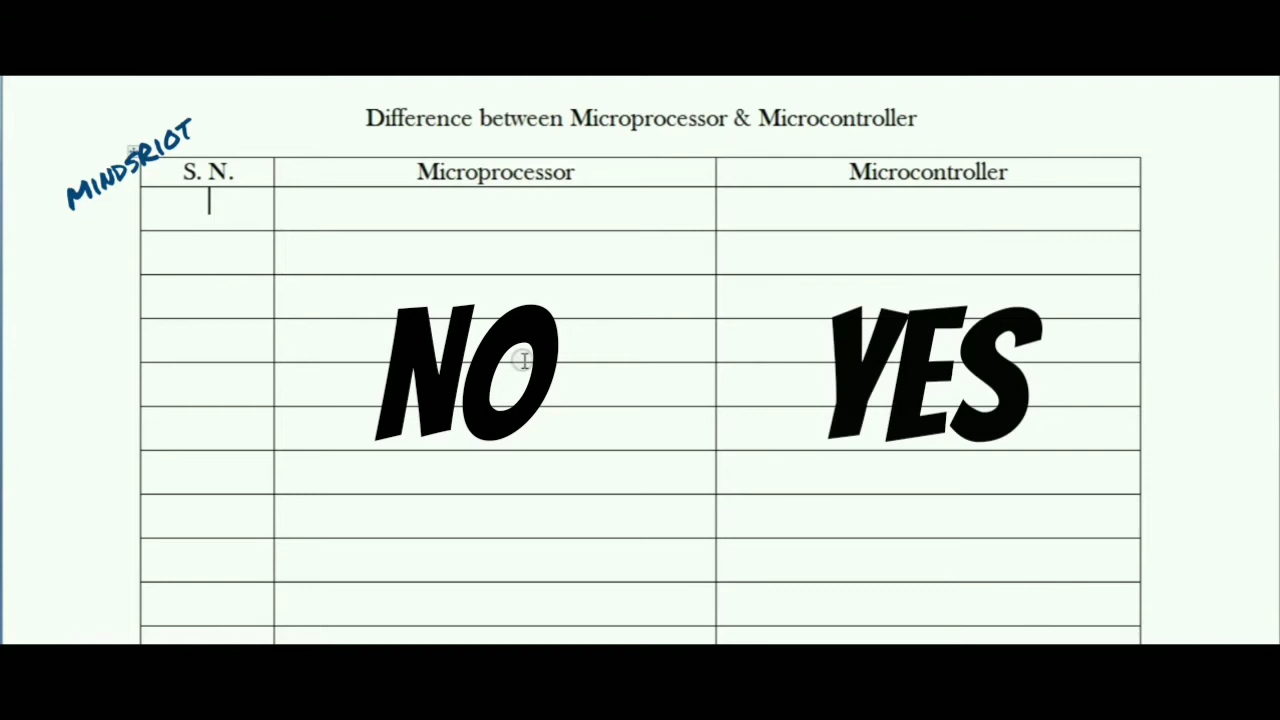 Difference between Microprocessor & Microcontroller
MINDSRIOT
S. N. Microprocessor Microcontroller
NO YES